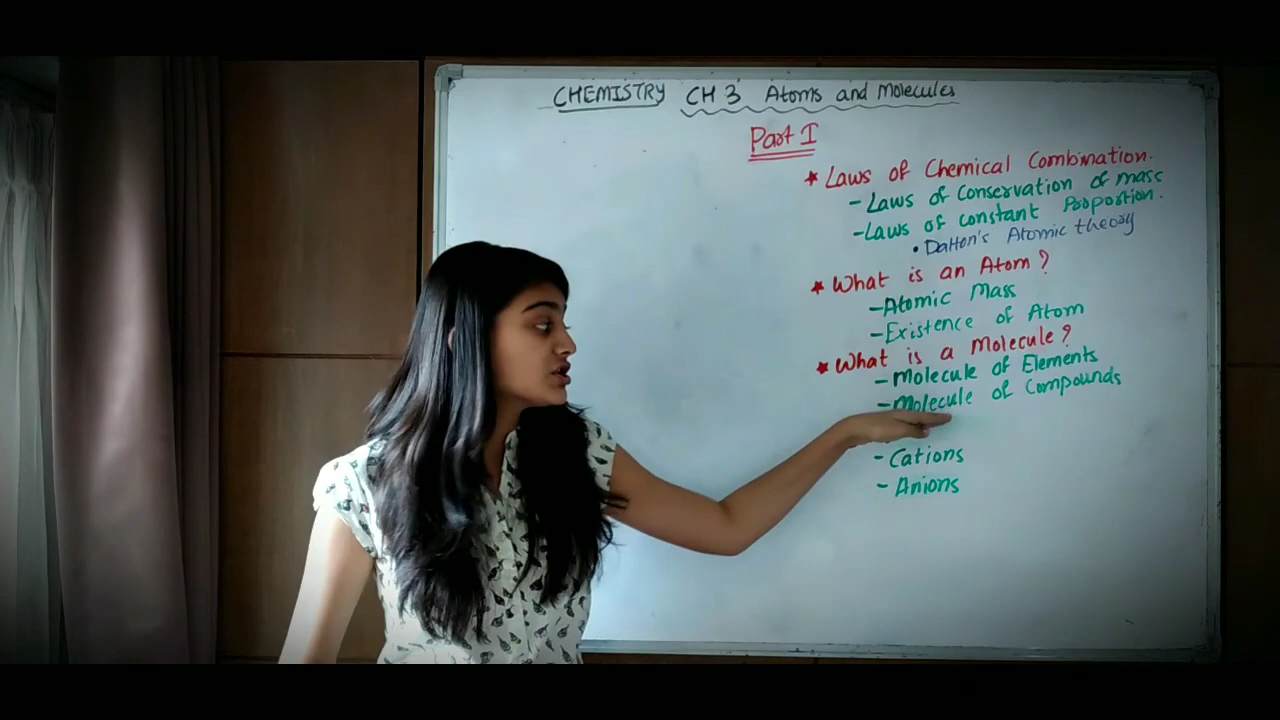 CHEMISTRY CH 3 Atoms and Molecules
Part I
★ Laws of Chemical Combination.
- Laws of Conservation of mass
- Laws of constant Proportion.
• Dalton's Atomic theory
★ What is an Atom?
- Atomic Mass
- Existence of Atom
★ What is a Molecule?
- Molecule of Elements
- Molecule of Compounds
- Cations
- Anions